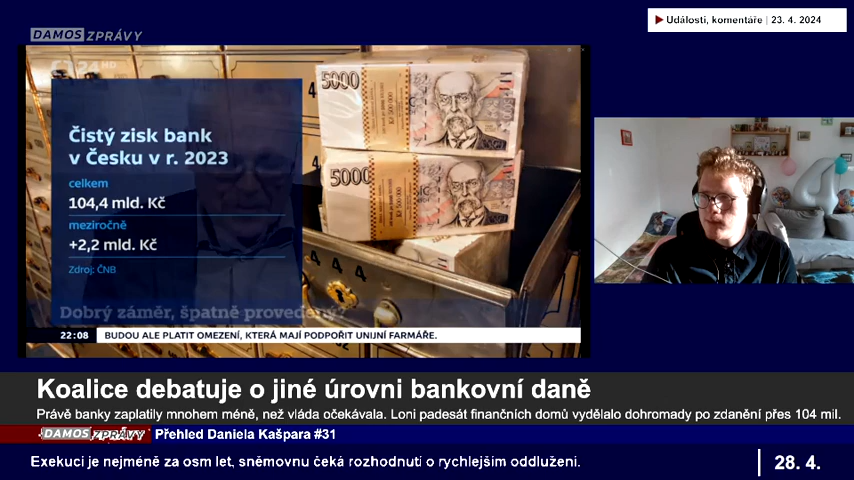 Události, komentáře | 23. 4. 2024
DAMOS ZPRÁVY
24 HD
5000
5000
Čistý zisk bank
v Česku v r. 2023
celkem
104,4 mld. Kč
meziročně
+2,2 mld. Kč
Zdroj: ČNB
Dobrý záměr, špatně provedený?
22:08 BUDOU ALE PLATIT OMEZENÍ, KTERÁ MAJÍ PODPOŘIT UNIJNÍ FARMÁŘE.
Koalice debatuje o jiné úrovni bankovní daně
Právě banky zaplatily mnohem méně, než vláda očekávala. Loni padesát finančních domů vydělalo dohromady po zdanění přes 104 mil.
DAMOS ZPRÁVY Přehled Daniela Kašpara #31
Exekucí je nejméně za osm let, sněmovnu čeká rozhodnutí o rychlejším oddlužení.
28. 4.